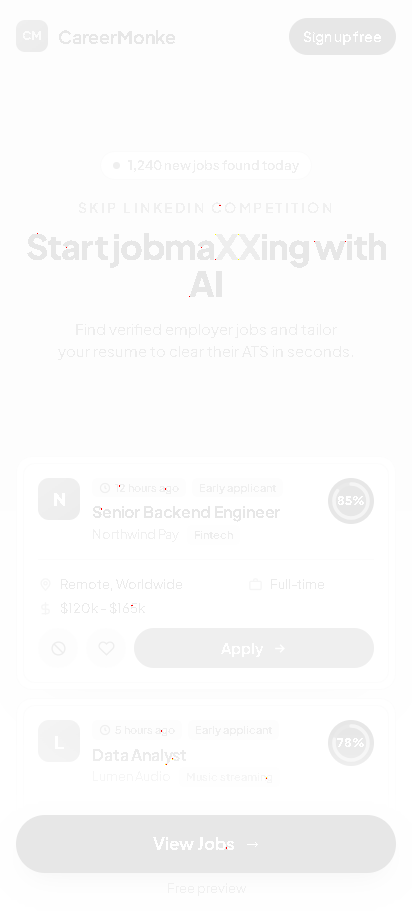 CM CareerMonke Sign up free
1,240 new jobs found today
SKIP LINKEDIN COMPETITION
Start jobmaXXing with
AI
Find verified employer jobs and tailor
your resume to clear their ATS in seconds.
N 12 hours ago Early applicant 85%
Senior Backend Engineer
Northwind Pay Fintech
Remote, Worldwide Full-time
$120k - $165k
Apply →
L 5 hours ago Early applicant 78%
Data Analyst
Lumen Audio Music streaming
View Jobs →
Free preview